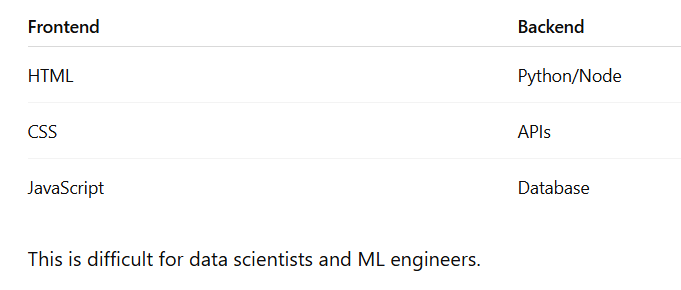 Frontend Backend
HTML Python/Node
CSS APIs
JavaScript Database
This is difficult for data scientists and ML engineers.